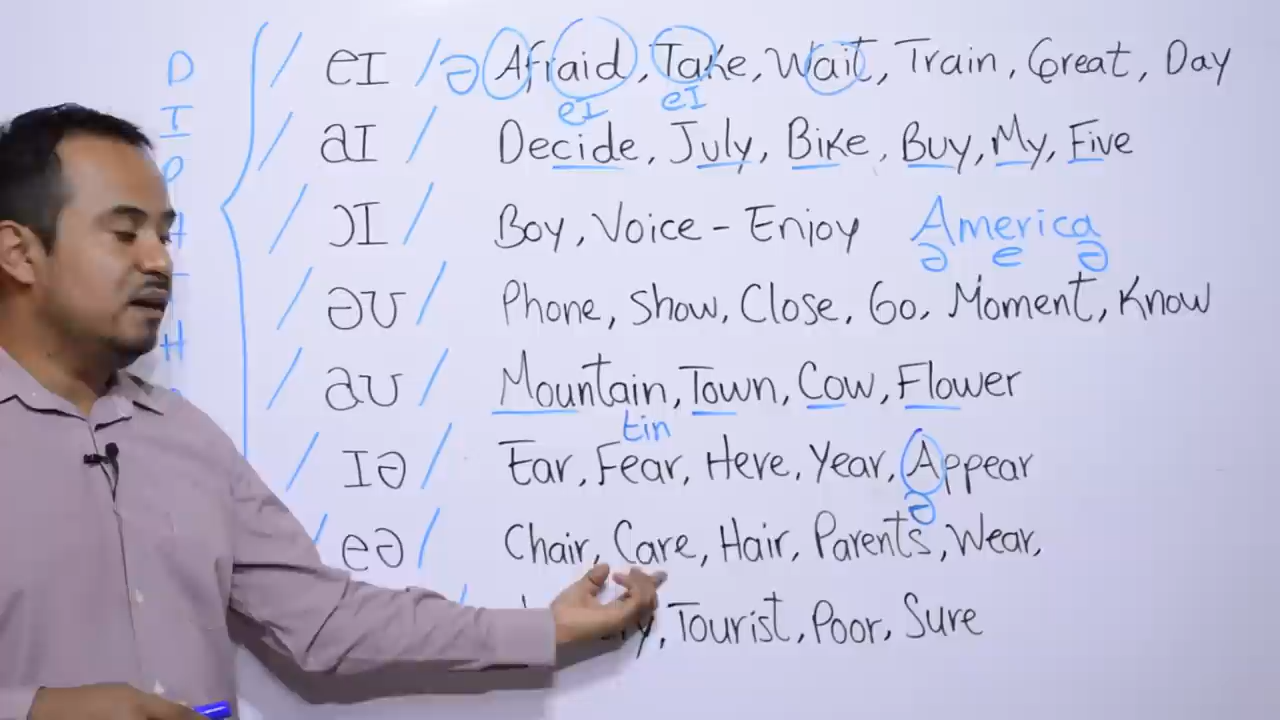 D
I
P
H
T
H
/ eɪ / ə Afraid, Take, Wait, Train, Great, Day
eɪ eɪ
/ aɪ / Decide, July, Bike, Buy, My, Five
/ ɔɪ / Boy, Voice - Enjoy America
ə e ə
/ əʊ / Phone, Show, Close, Go, Moment, Know
/ aʊ / Mountain, Town, Cow, Flower
tin
/ ɪə / Ear, Fear, Here, Year, Appear
ə
/ eə / Chair, Care, Hair, Parents, Wear,
/ Tourist, Poor, Sure